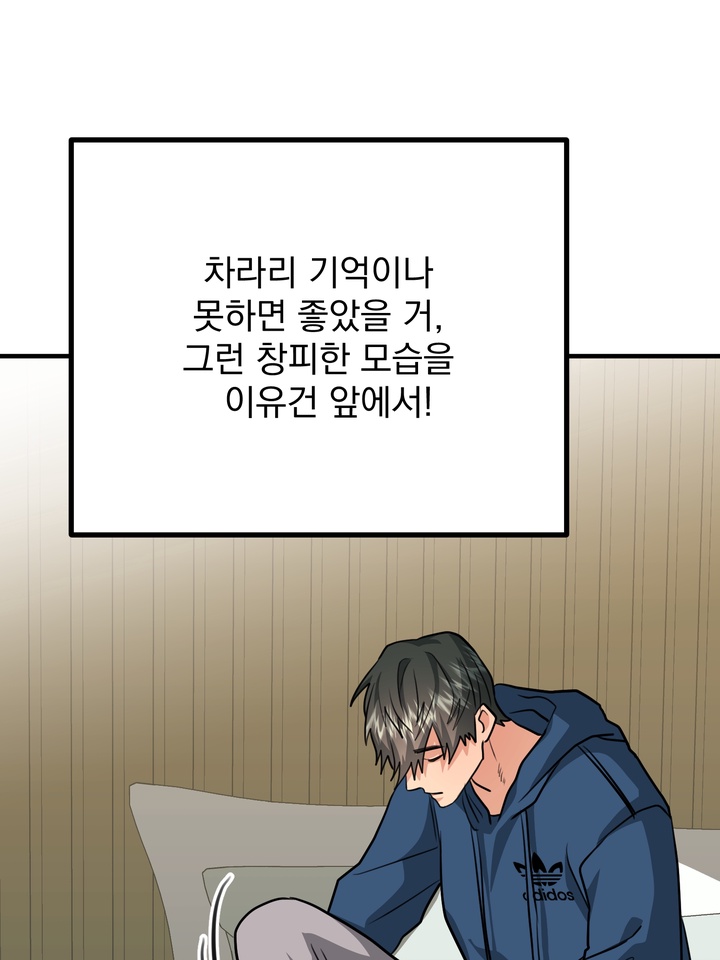 차라리 기억이나
못하면 좋았을 거,
그런 창피한 모습을
이유건 앞에서!
adidos